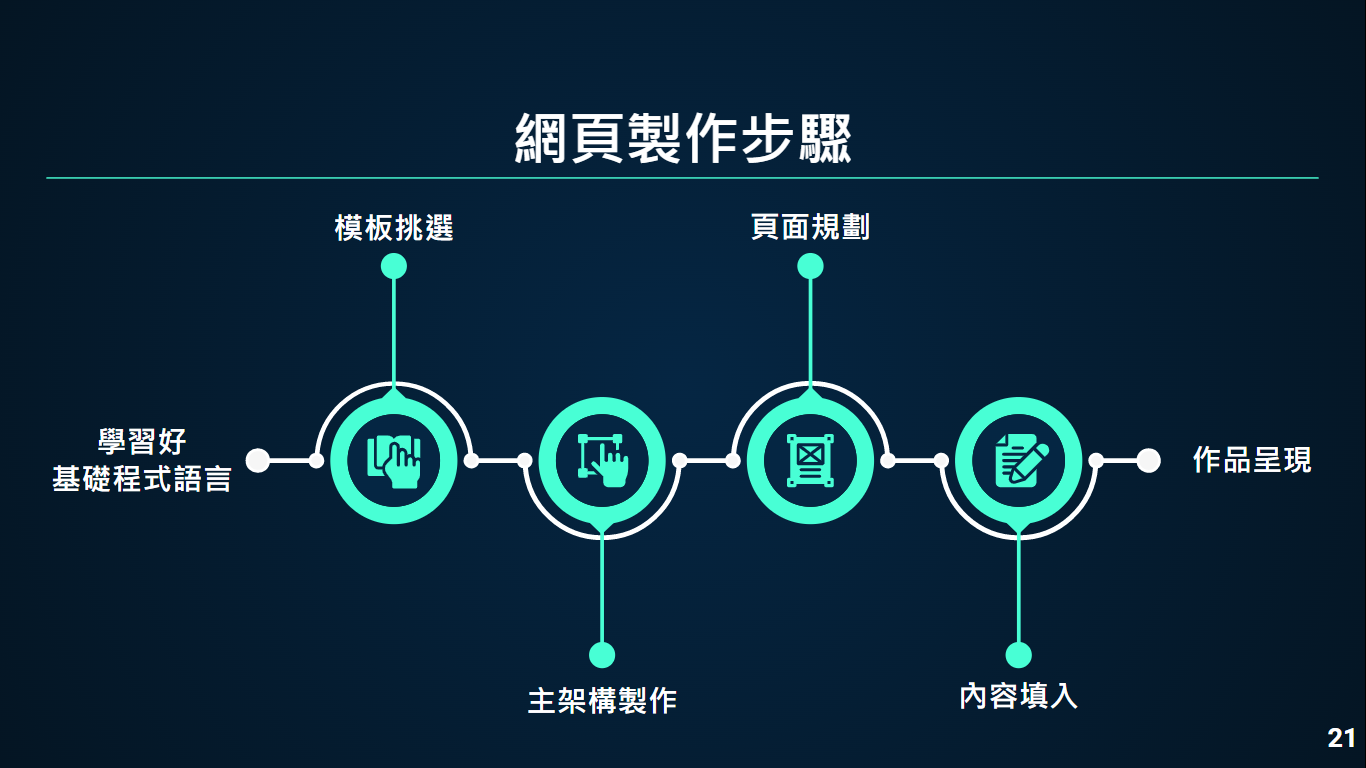 網頁製作步驟
模板挑選
頁面規劃
學習好
基礎程式語言
作品呈現
主架構製作
內容填入
21